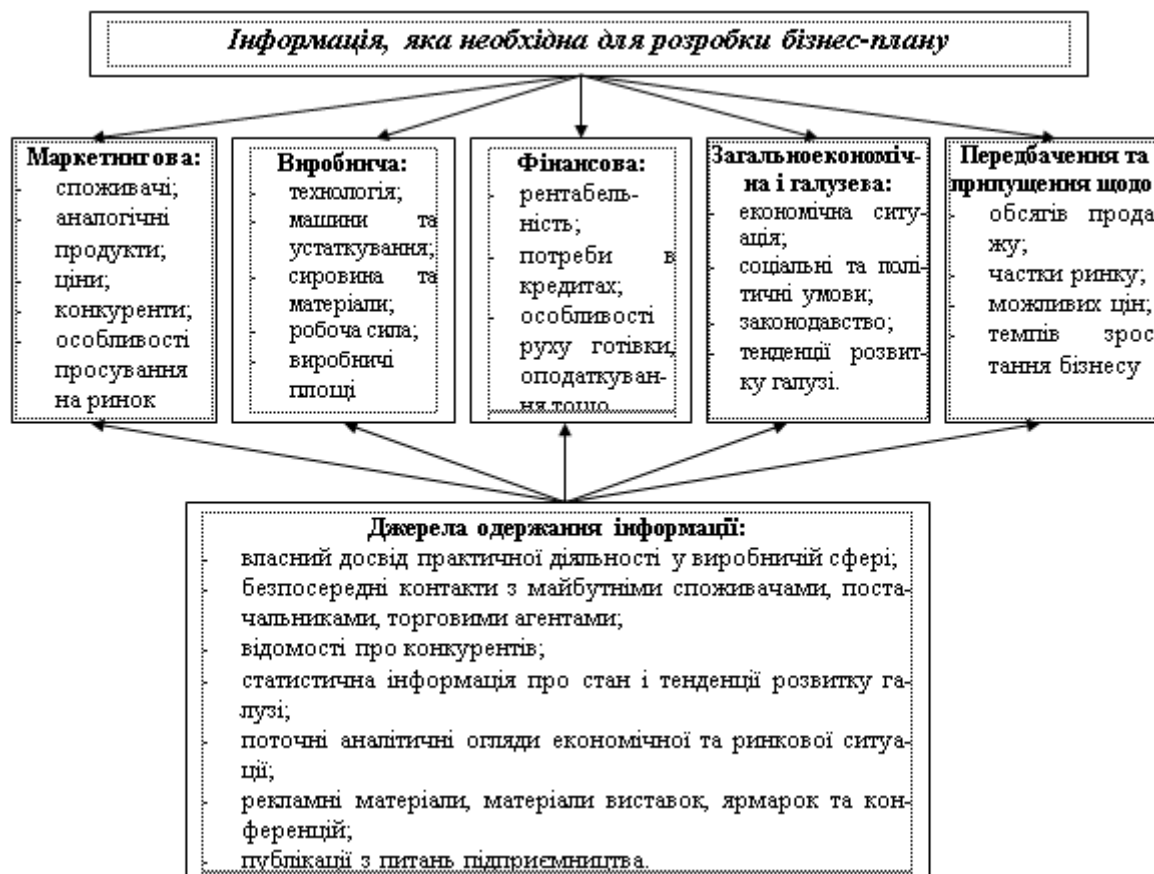 Інформація, яка необхідна для розробки бізнес-плану
Маркетингова:
- споживачі;
- аналогічні
продукти;
- ціни;
- конкуренти;
- особливості
просування
на ринок
Виробнича:
- технологія;
- машини та
устаткування;
- сировина та
матеріали;
- робоча сила;
- виробничі
площі
Фінансова:
- рентабель-
ність;
- потреби в
кредитах;
- особливості
руху готівки,
оподаткуван-
ня тощо
Загальноекономіч-
на і галузева:
- економічна ситу-
ація;
- соціальні та полі-
тичні умови;
- законодавство;
- тенденції розвит-
ку галузі.
Передбачення та
припущення щодо
- обсягів прода
жу;
- частки ринку;
- можливих цін;
- темпів зрос
тання бізнесу
Джерела одержання інформації:
- власний досвід практичної діяльності у виробничій сфері;
- безпосередні контакти з майбутніми споживачами, поста-
чальниками, торговими агентами;
- відомості про конкурентів;
- статистична інформація про стан і тенденції розвитку га-
лузі;
- поточні аналітичні огляди економічної та ринкової ситуа-
ції;
- рекламні матеріали, матеріали виставок, ярмарок та кон-
ференцій;
- публікації з питань підприємництва.